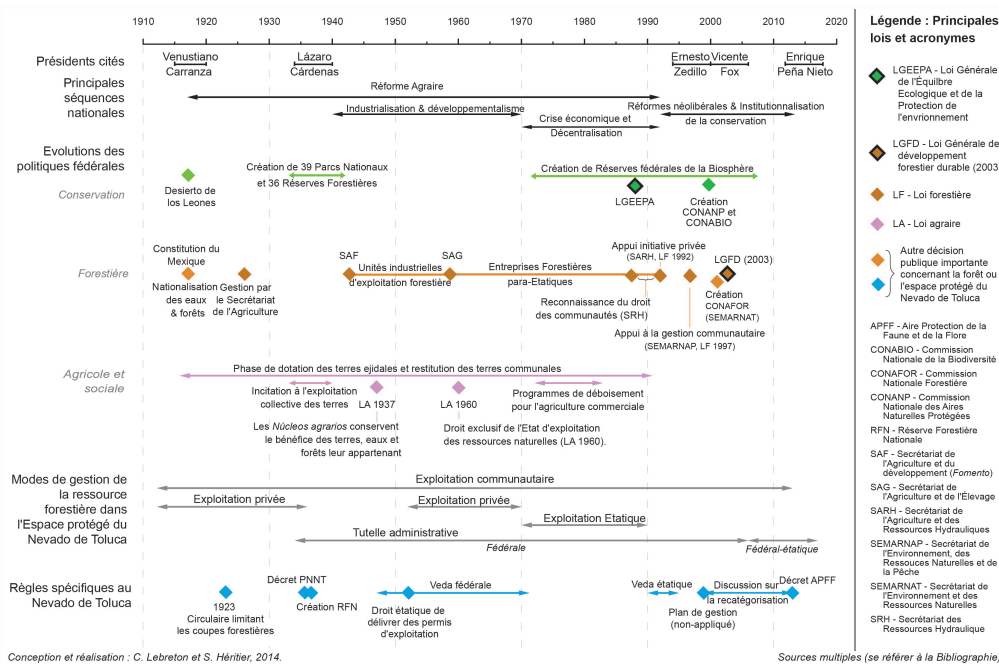 1910 1920 1930 1940 1950 1960 1970 1980 1990 2000 2010 2020
Présidents cités
Venustiano
Carranza
Lázaro
Cárdenas
Ernesto
Zedillo
Vicente
Fox
Enrique
Peña Nieto
Principales
séquences
nationales
Réforme Agraire
Industrialisation & développementalisme
Crise économique et
Décentralisation
Réformes néolibérales & Institutionnalisation
de la conservation
Evolutions des
politiques fédérales
Conservation
Desierto de
los Leones
Création de 39 Parcs Nationaux
et 36 Réserves Forestières
Création de Réserves fédérales de la Biosphère
LGEEPA
Création
CONANP et
CONABIO
Forestière
Constitution du
Mexique
Nationalisation
des eaux
& forêts
Gestion par
le Secrétariat
de l'Agriculture
SAF
Unités industrielles
d'exploitation forestière
SAG
Entreprises Forestières
para-Etatiques
Appui initiative privée
(SARH, LF 1992)
LGFD (2003)
Reconnaissance du droit
des communautés (SRH)
Création
CONAFOR
(SEMARNAT)
Appui à la gestion communautaire
(SEMARNAP, LF 1997)
Agricole et
sociale
Phase de dotation des terres ejidales et restitution des terres communales
Incitation à l'exploitation
collective des terres
LA 1937
LA 1960
Programmes de déboisement
pour l'agriculture commerciale
Les Núcleos agrarios conservent
le bénéfice des terres, eaux et
forêts leur appartenant
Droit exclusif de l'Etat d'exploitation
des ressources naturelles (LA 1960).
Modes de gestion de
la ressource
forestière dans
l'Espace protégé du
Nevado de Toluca
Exploitation communautaire
Exploitation privée
Exploitation privée
Exploitation Etatique
Tutelle administrative
Fédérale
Fédéral-étatique
Règles spécifiques au
Nevado de Toluca
1923
Circulaire limitant
les coupes forestières
Décret PNNT
Création RFN
Veda fédérale
Droit étatique de
délivrer des permis
d'exploitation
Veda étatique
Plan de gestion
(non-appliqué)
Discussion sur
la recatégorisation
Décret APFF
Conception et réalisation : C. Lebreton et S. Héritier, 2014.
Sources multiples (se référer à la Bibliographie)
Légende : Principales
lois et acronymes
LGEEPA - Loi Générale
de l'Équilbre
Ecologique et de la
Protection de
l'envrionnement
LGFD - Loi Générale de
développement
forestier durable (2003
LF - Loi forestière
LA - Loi agraire
Autre décision
publique importante
concernant la forêt ou
l'espace protégé du
Nevado de Toluca
APFF - Aire Protection de la
Faune et de la Flore
CONABIO - Commission
Nationale de la Biodiversité
CONAFOR - Commission
Nationale Forestière
CONANP - Commission
Nationale des Aires
Naturelles Protégées
RFN - Réserve Forestière
Nationale
SAF - Secrétariat de
l'Agriculture et du
développement (Fomento)
SAG - Secrétariat de
l'Agriculture et de l'Élevage
SARH - Secrétariat de
l'Agriculture et des
Ressources Hydrauliques
SEMARNAP - Secrétariat de
l'Environnement, des
Ressouces Naturelles et de
la Pêche
SEMARNAT - Secrétariat de
l'Environnement et des
Ressources Naturelles
SRH - Secrétariat des
Ressources Hydraulique